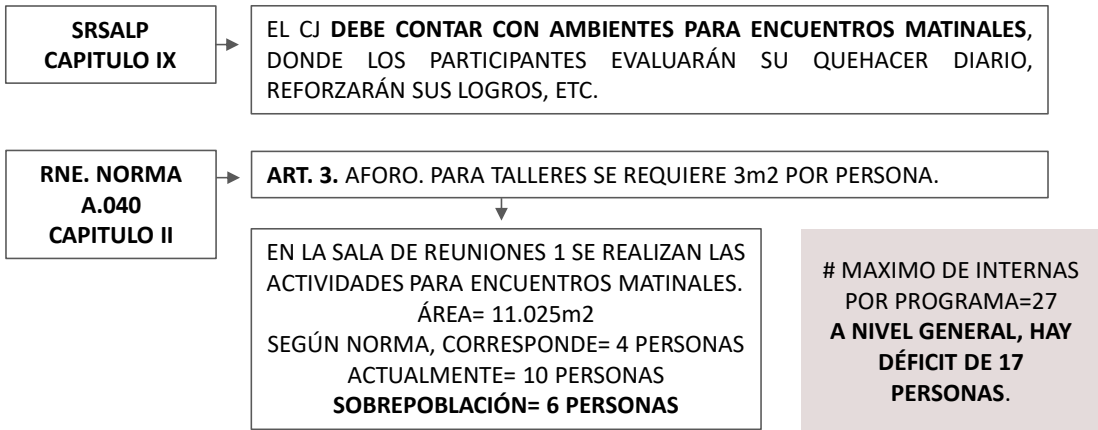 SRSALP
CAPITULO IX
EL CJ DEBE CONTAR CON AMBIENTES PARA ENCUENTROS MATINALES,
DONDE LOS PARTICIPANTES EVALUARÁN SU QUEHACER DIARIO,
REFORZARÁN SUS LOGROS, ETC.
RNE. NORMA
A.040
CAPITULO II
ART. 3. AFORO. PARA TALLERES SE REQUIERE 3m2 POR PERSONA.
EN LA SALA DE REUNIONES 1 SE REALIZAN LAS
ACTIVIDADES PARA ENCUENTROS MATINALES.
ÁREA= 11.025m2
SEGÚN NORMA, CORRESPONDE= 4 PERSONAS
ACTUALMENTE= 10 PERSONAS
SOBREPOBLACIÓN= 6 PERSONAS
# MAXIMO DE INTERNAS
POR PROGRAMA=27
A NIVEL GENERAL, HAY
DÉFICIT DE 17
PERSONAS.